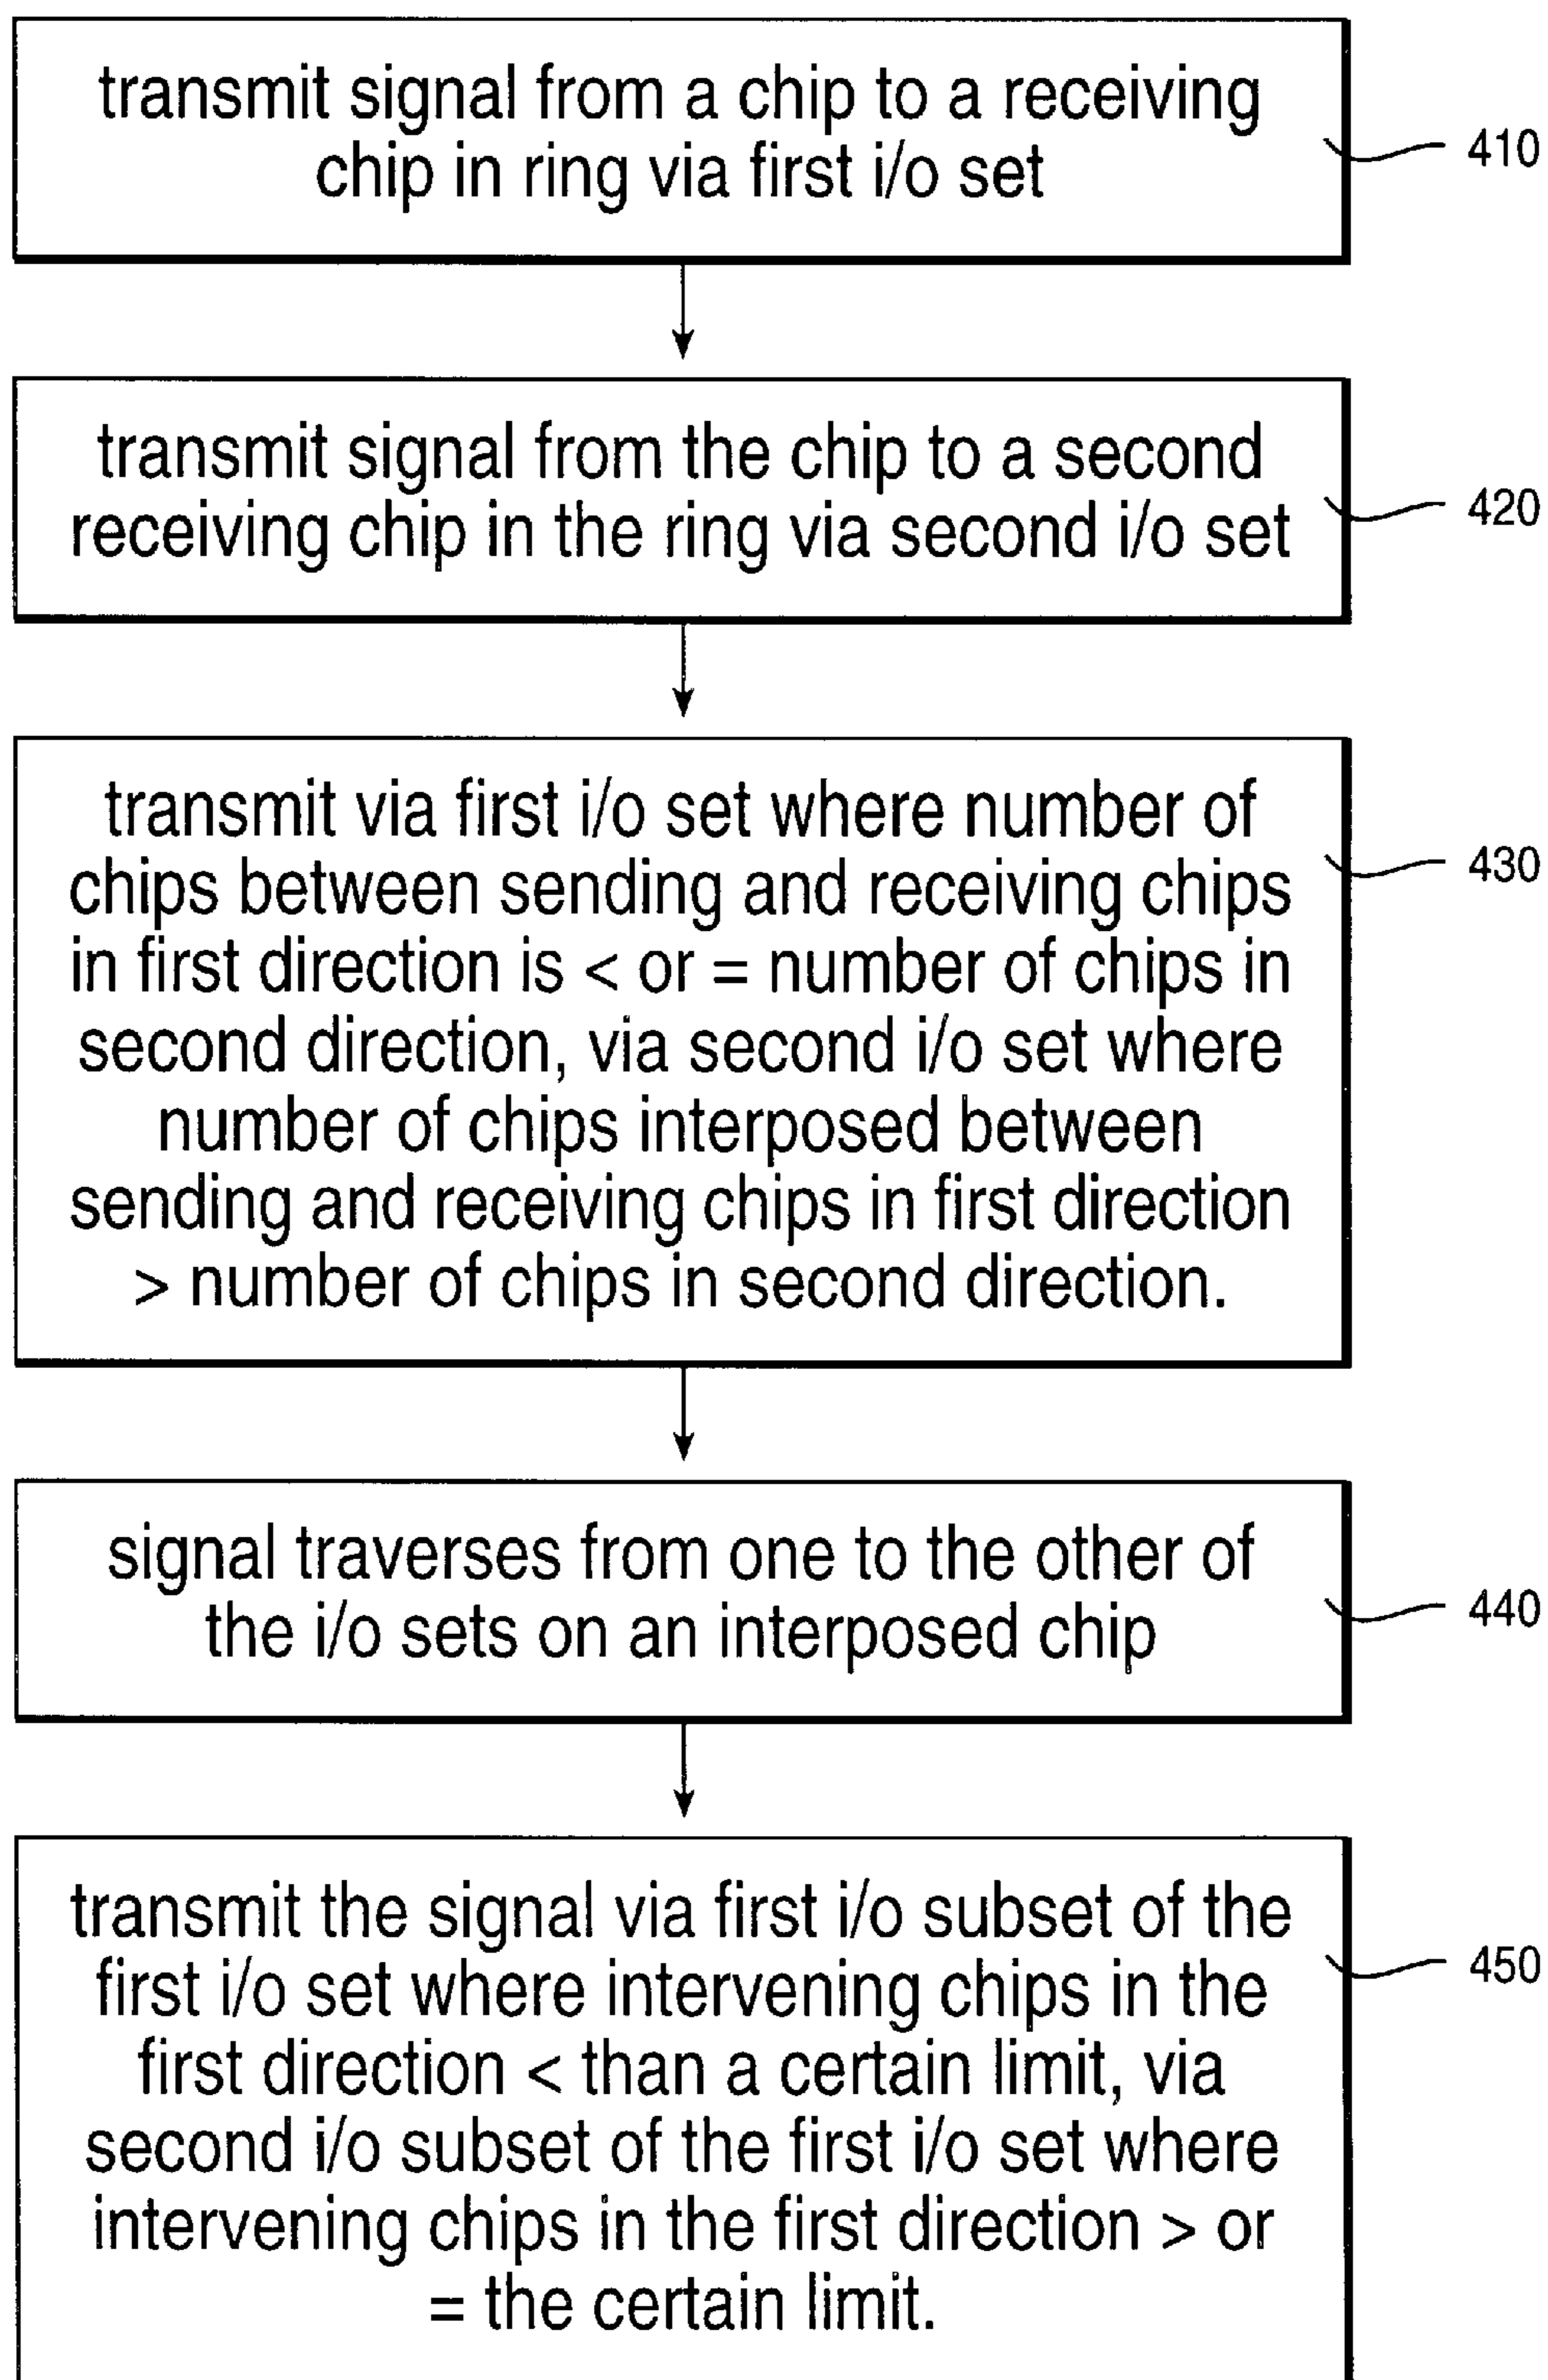 transmit signal from a chip to a receiving
chip in ring via first i/o set
410
transmit signal from the chip to a second
receiving chip in the ring via second i/o set
420
transmit via first i/o set where number of
chips between sending and receiving chips
in first direction is < or = number of chips in
second direction, via second i/o set where
number of chips interposed between
sending and receiving chips in first direction
> number of chips in second direction.
430
signal traverses from one to the other of
the i/o sets on an interposed chip
440
transmit the signal via first i/o subset of the
first i/o set where intervening chips in the
first direction < than a certain limit, via
second i/o subset of the first i/o set where
intervening chips in the first direction > or
= the certain limit.
450